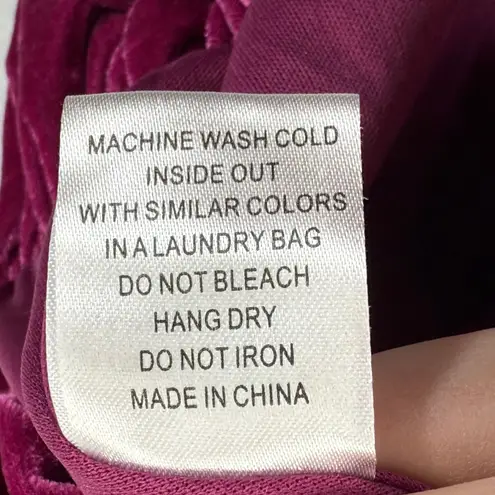 MACHINE WASH COLD
INSIDE OUT
WITH SIMILAR COLORS
IN A LAUNDRY BAG
DO NOT BLEACH
HANG DRY
DO NOT IRON
MADE IN CHINA